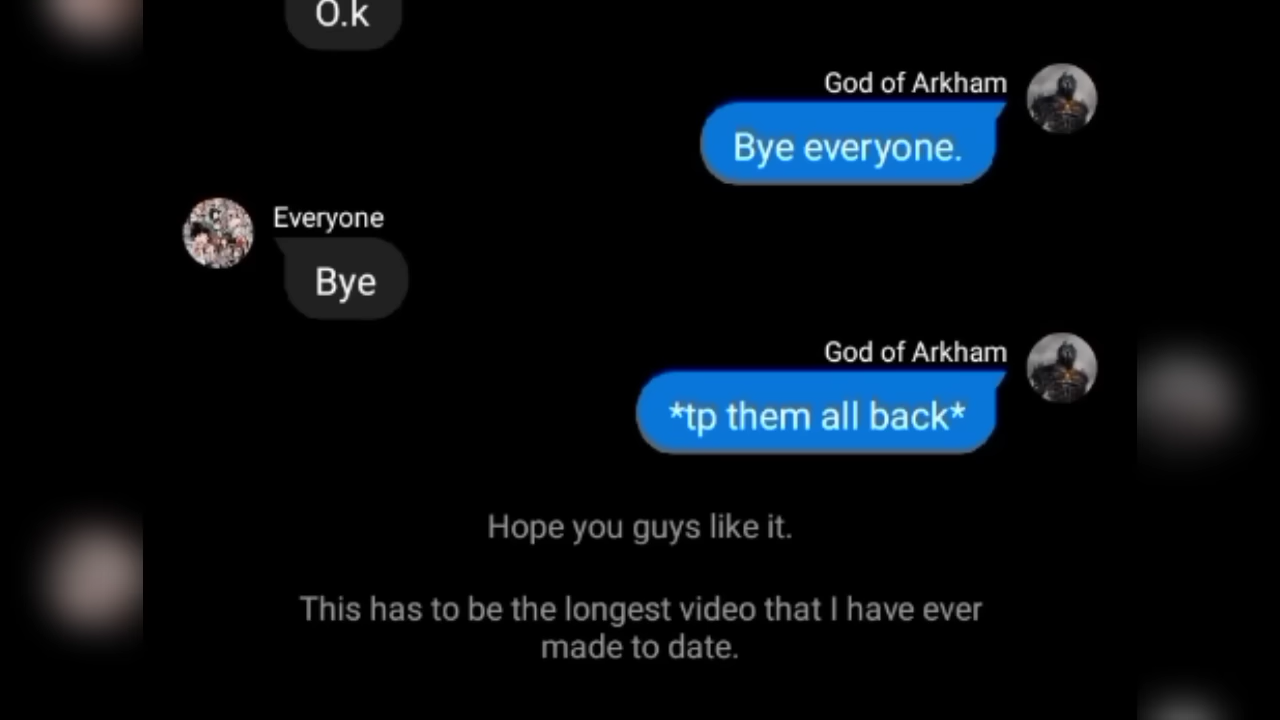 O.k
God of Arkham
Bye everyone.
Everyone
Bye
God of Arkham
*tp them all back*
Hope you guys like it.
This has to be the longest video that I have ever
made to date.